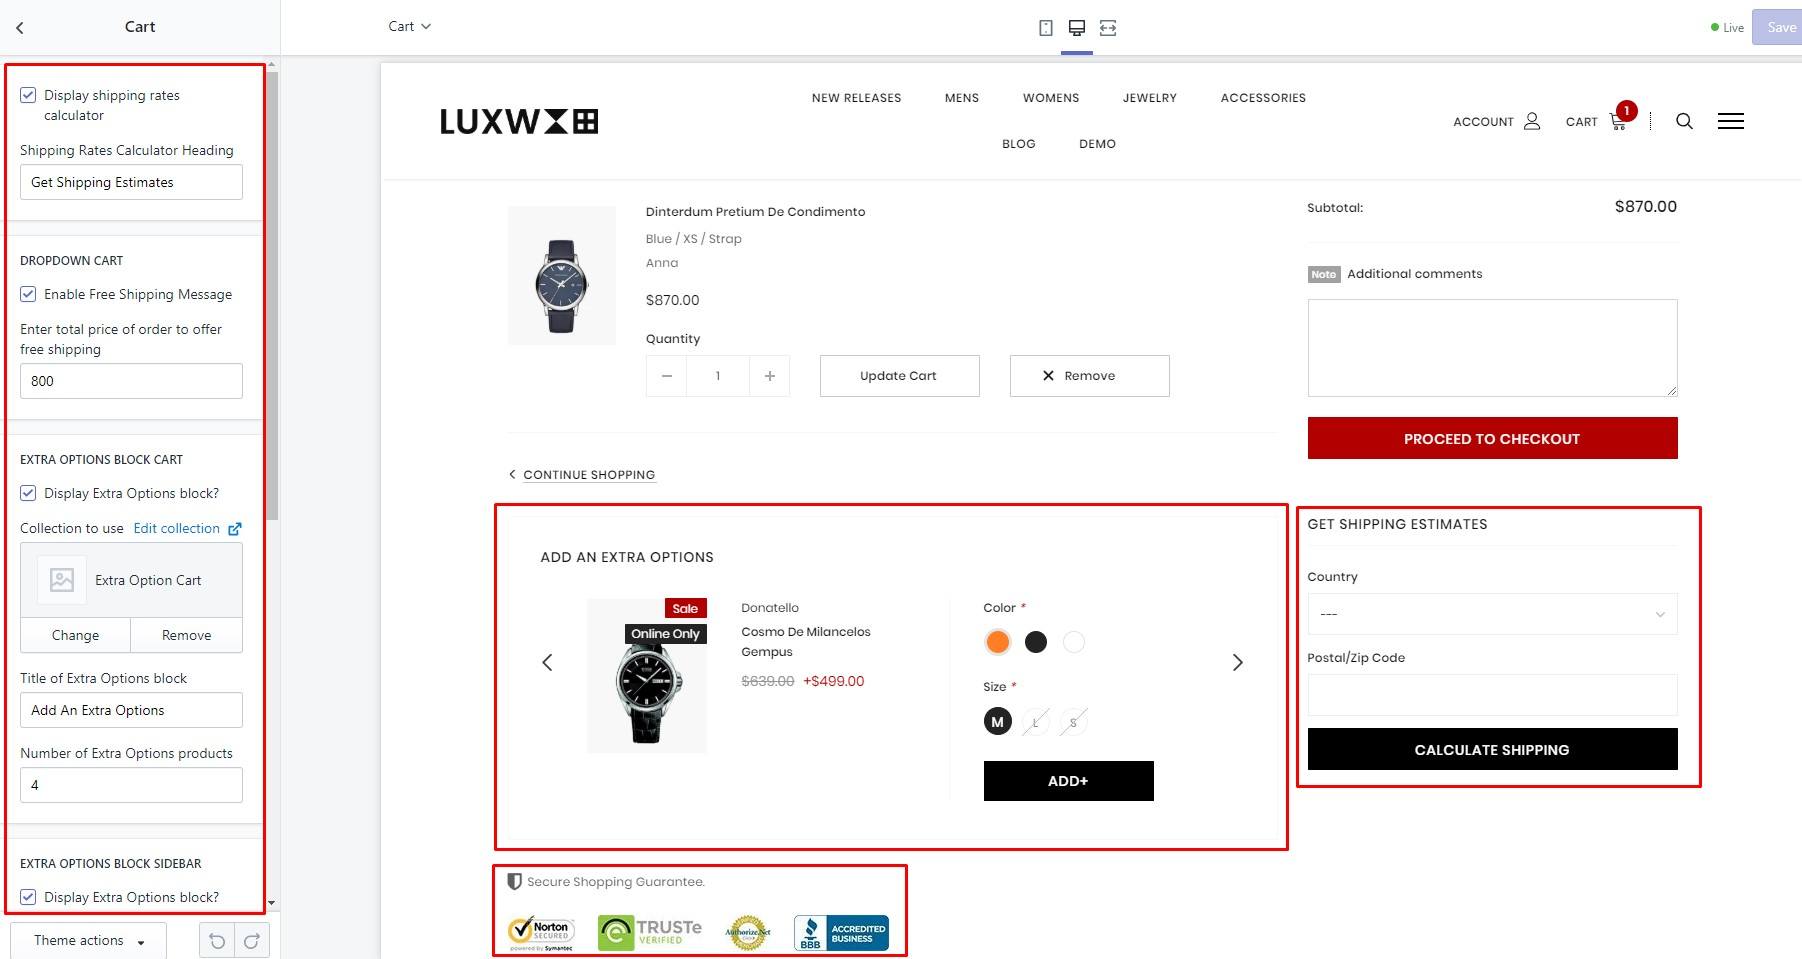 Cart
Cart
Live
Save
Display shipping rates
calculator
Shipping Rates Calculator Heading
Get Shipping Estimates
DROPDOWN CART
Enable Free Shipping Message
Enter total price of order to offer
free shipping
800
EXTRA OPTIONS BLOCK CART
Display Extra Options block?
Collection to use Edit collection
Extra Option Cart
Change Remove
Title of Extra Options block
Add An Extra Options
Number of Extra Options products
4
EXTRA OPTIONS BLOCK SIDEBAR
Display Extra Options block?
Theme actions
LUXW
NEW RELEASES MENS WOMENS JEWELRY ACCESSORIES
BLOG DEMO
ACCOUNT CART 1
Dinterdum Pretium De Condimento
Blue / XS / Strap
Anna
$870.00
Quantity
1
Update Cart
Remove
CONTINUE SHOPPING
Subtotal: $870.00
Note Additional comments
PROCEED TO CHECKOUT
ADD AN EXTRA OPTIONS
Sale
Online Only
Donatello
Cosmo De Milancelos
Gempus
$639.00 +$499.00
Color *
Size *
M L S
ADD+
GET SHIPPING ESTIMATES
Country
---
Postal/Zip Code
CALCULATE SHIPPING
Secure Shopping Guarantee.
Norton
SECURED
powered by Symantec
TRUSTe
VERIFIED
Authorize.Net
BBB
ACCREDITED
BUSINESS